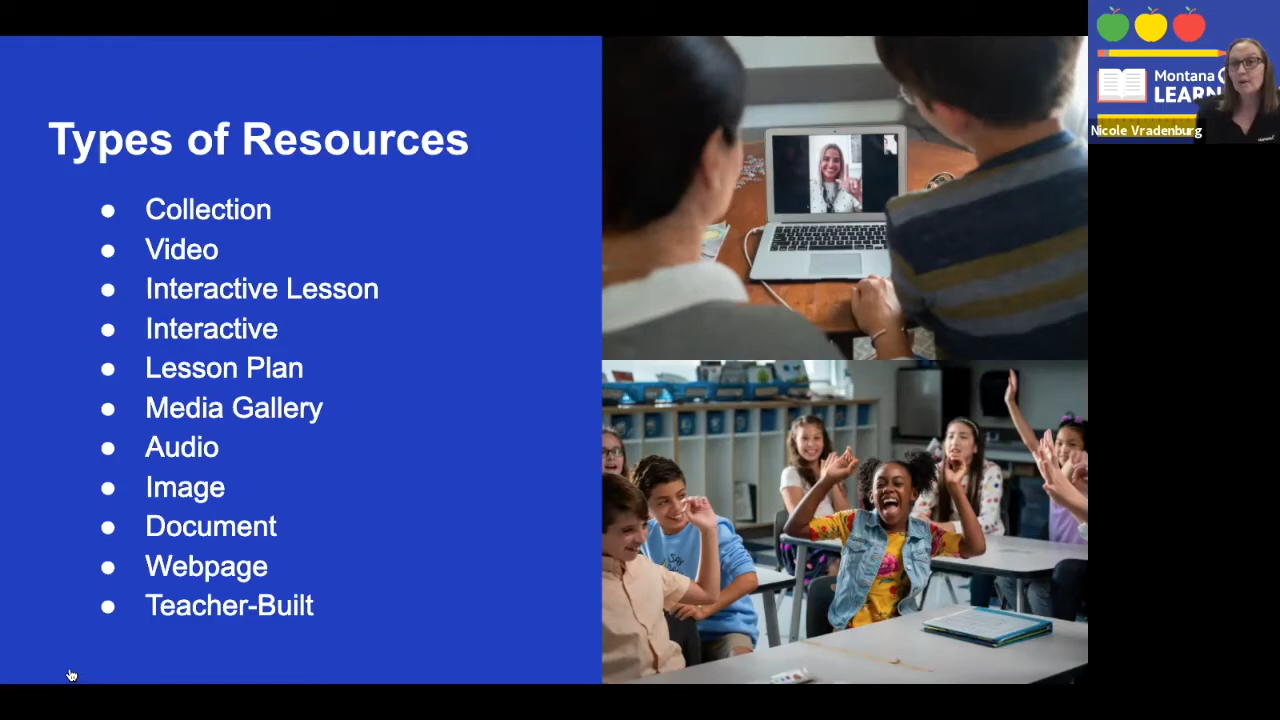 Types of Resources
Collection
Video
Interactive Lesson
Interactive
Lesson Plan
Media Gallery
Audio
Image
Document
Webpage
Teacher-Built
Montana
LEARN
Nicole Vradenburg